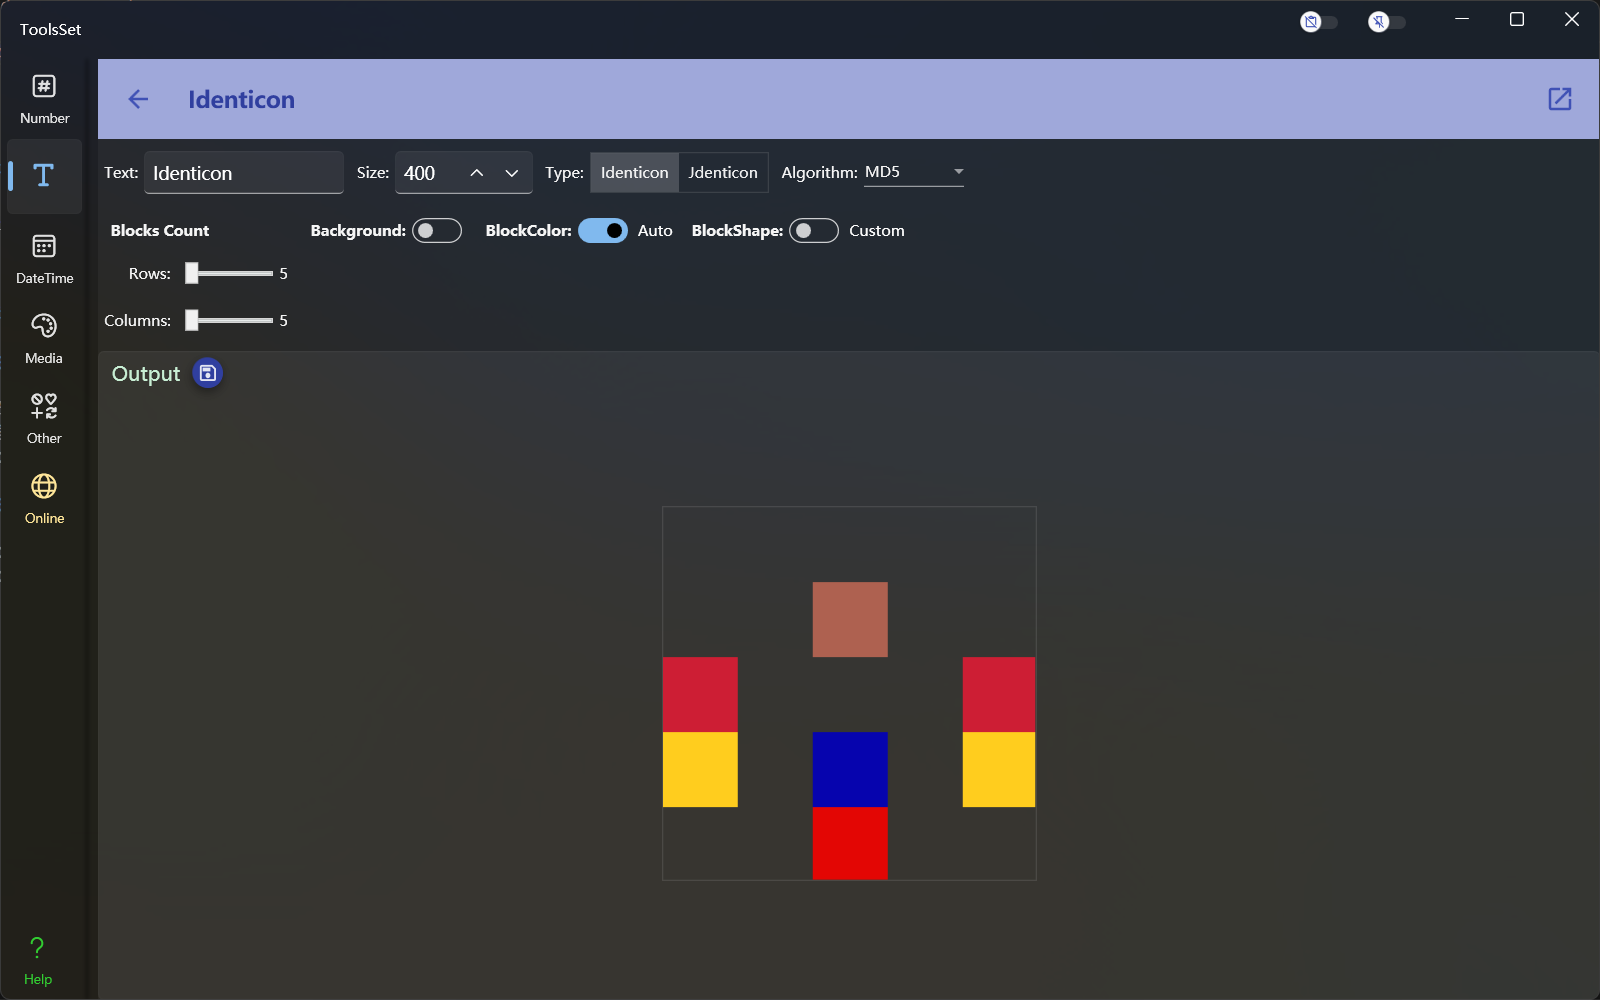 ToolsSet
Number
DateTime
Media
Other
Online
Help
Identicon
Text: Identicon Size: 400 Type: Identicon Jdenticon Algorithm: MD5
Blocks Count Background: BlockColor: Auto BlockShape: Custom
Rows: 5
Columns: 5
Output